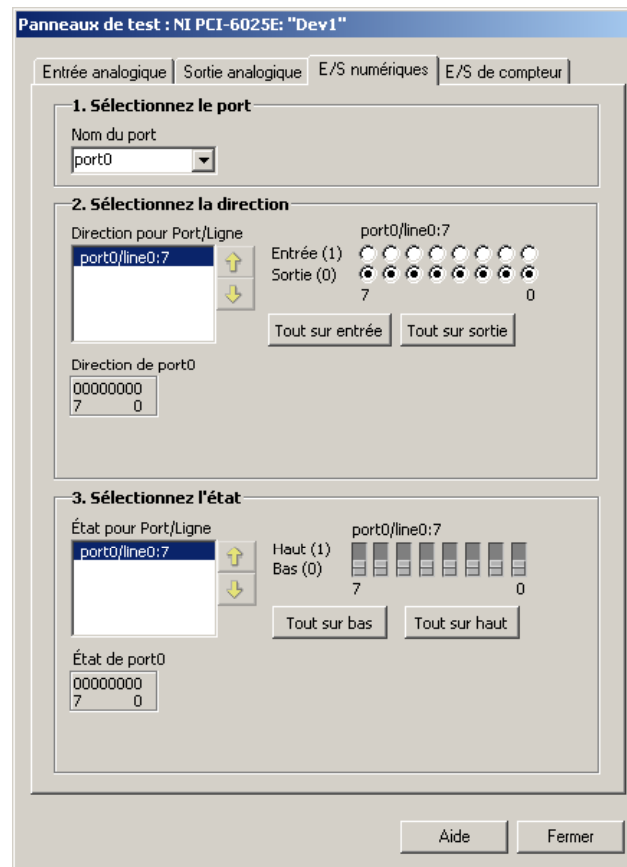 Panneaux de test : NI PCI-6025E: "Dev1"
Entrée analogique Sortie analogique E/S numériques E/S de compteur
1. Sélectionnez le port
Nom du port
port0
2. Sélectionnez la direction
Direction pour Port/Ligne
port0/line0:7
port0/line0:7
Entrée (1)
Sortie (0)
7 0
Tout sur entrée Tout sur sortie
Direction de port0
00000000
7 0
3. Sélectionnez l'état
État pour Port/Ligne
port0/line0:7
port0/line0:7
Haut (1)
Bas (0)
7 0
Tout sur bas Tout sur haut
État de port0
00000000
7 0
Aide Fermer